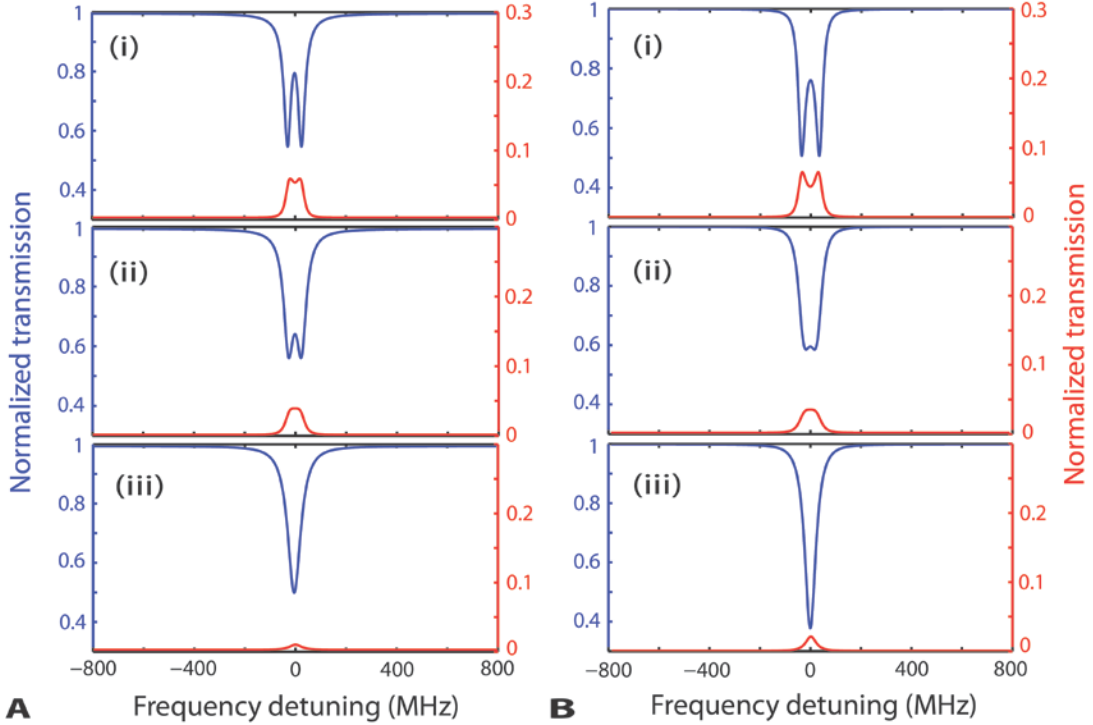 1 0.3 1 0.3
(i) (i)
0.8 0.2 0.8 0.2
0.6 0.1 0.6 0.1
0.4 0 0.4 0
1 1
(ii) (ii)
0.8 0.2 0.8 0.2
0.6 0.1 0.6 0.1
0.4 0 0.4 0
1 1
(iii) (iii)
0.8 0.2 0.8 0.2
0.6 0.1 0.6 0.1
0.4 0 0.4 0
−800 −400 0 400 800 −800 −400 0 400 800
Normalized transmission
Normalized transmission
A Frequency detuning (MHz) B Frequency detuning (MHz)